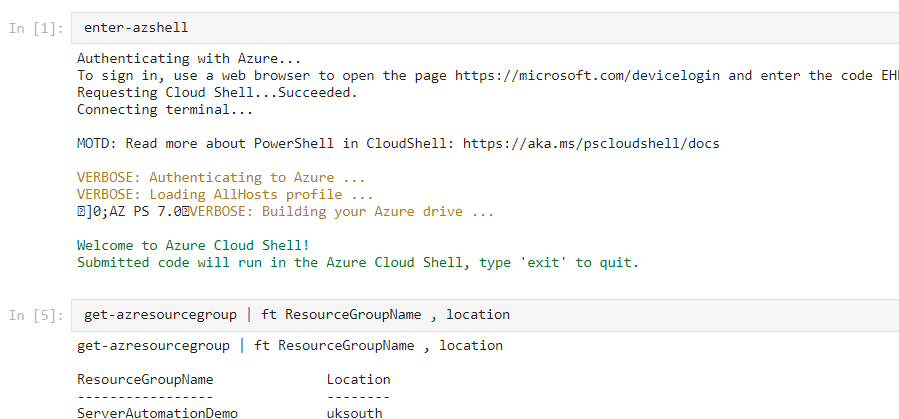 In [1]: enter-azshell
Authenticating with Azure...
To sign in, use a web browser to open the page https://microsoft.com/devicelogin and enter the code
Requesting Cloud Shell...Succeeded.
Connecting terminal...
MOTD: Read more about PowerShell in CloudShell: https://aka.ms/pscloudshell/docs
VERBOSE: Authenticating to Azure ...
VERBOSE: Loading AllHosts profile ...
]0;AZ PS 7.0VERBOSE: Building your Azure drive ...
Welcome to Azure Cloud Shell!
Submitted code will run in the Azure Cloud Shell, type 'exit' to quit.
In [5]: get-azresourcegroup | ft ResourceGroupName , location
get-azresourcegroup | ft ResourceGroupName , location
ResourceGroupName Location
----------------- --------
ServerAutomationDemo uksouth